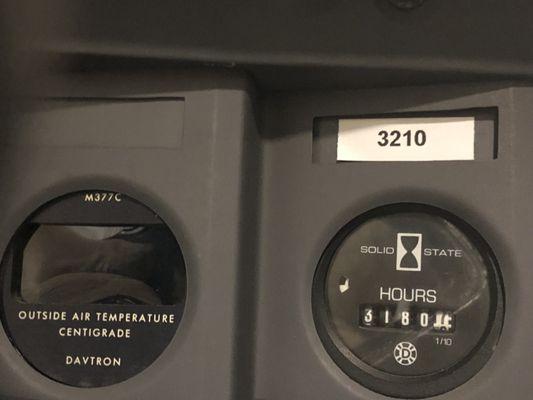 M377C
OUTSIDE AIR TEMPERATURE
CENTIGRADE
DAVTRON
3210
SOLID STATE
HOURS
3180
1/10
D